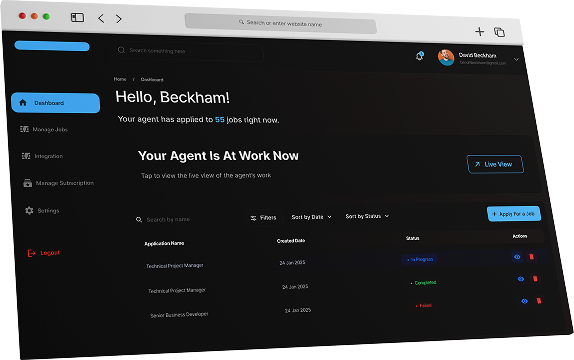 Search or enter website name
Search something here
David Beckham
Home / Dashboard
Dashboard
Hello, Beckham!
Your agent has applied to 55 jobs right now.
Manage Jobs
Your Agent Is At Work Now
Live View
Integration
Tap to view the live view of the agent's work
Manage Subscription
Settings
Search by name
Filters
Sort by Date
Sort by Status
+ Apply For a Job
Logout
Application Name
Created Date
Status
Actions
Technical Project Manager
24 Jan 2025
• In Progress
Technical Project Manager
24 Jan 2025
• Completed
Senior Business Developer
24 Jan 2025
• Failed